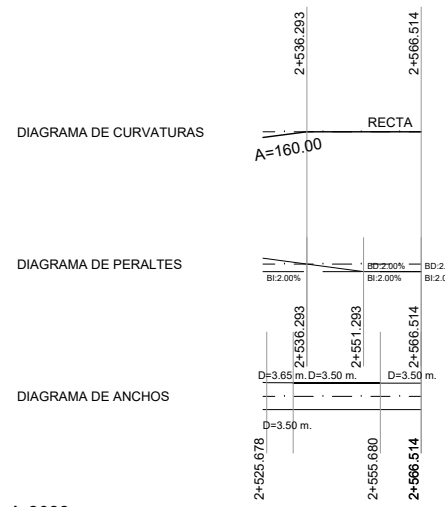 2+536.293
2+566.514
DIAGRAMA DE CURVATURAS
RECTA
A=160.00
DIAGRAMA DE PERALTES
BI:2.00%
BD:2.00%
BI:2.00%
2+536.293
2+551.293
2+566.514
DIAGRAMA DE ANCHOS
D=3.65 m.
D=3.50 m.
D=3.50 m.
D=3.50 m.
2+525.678
2+555.680
2+566.514